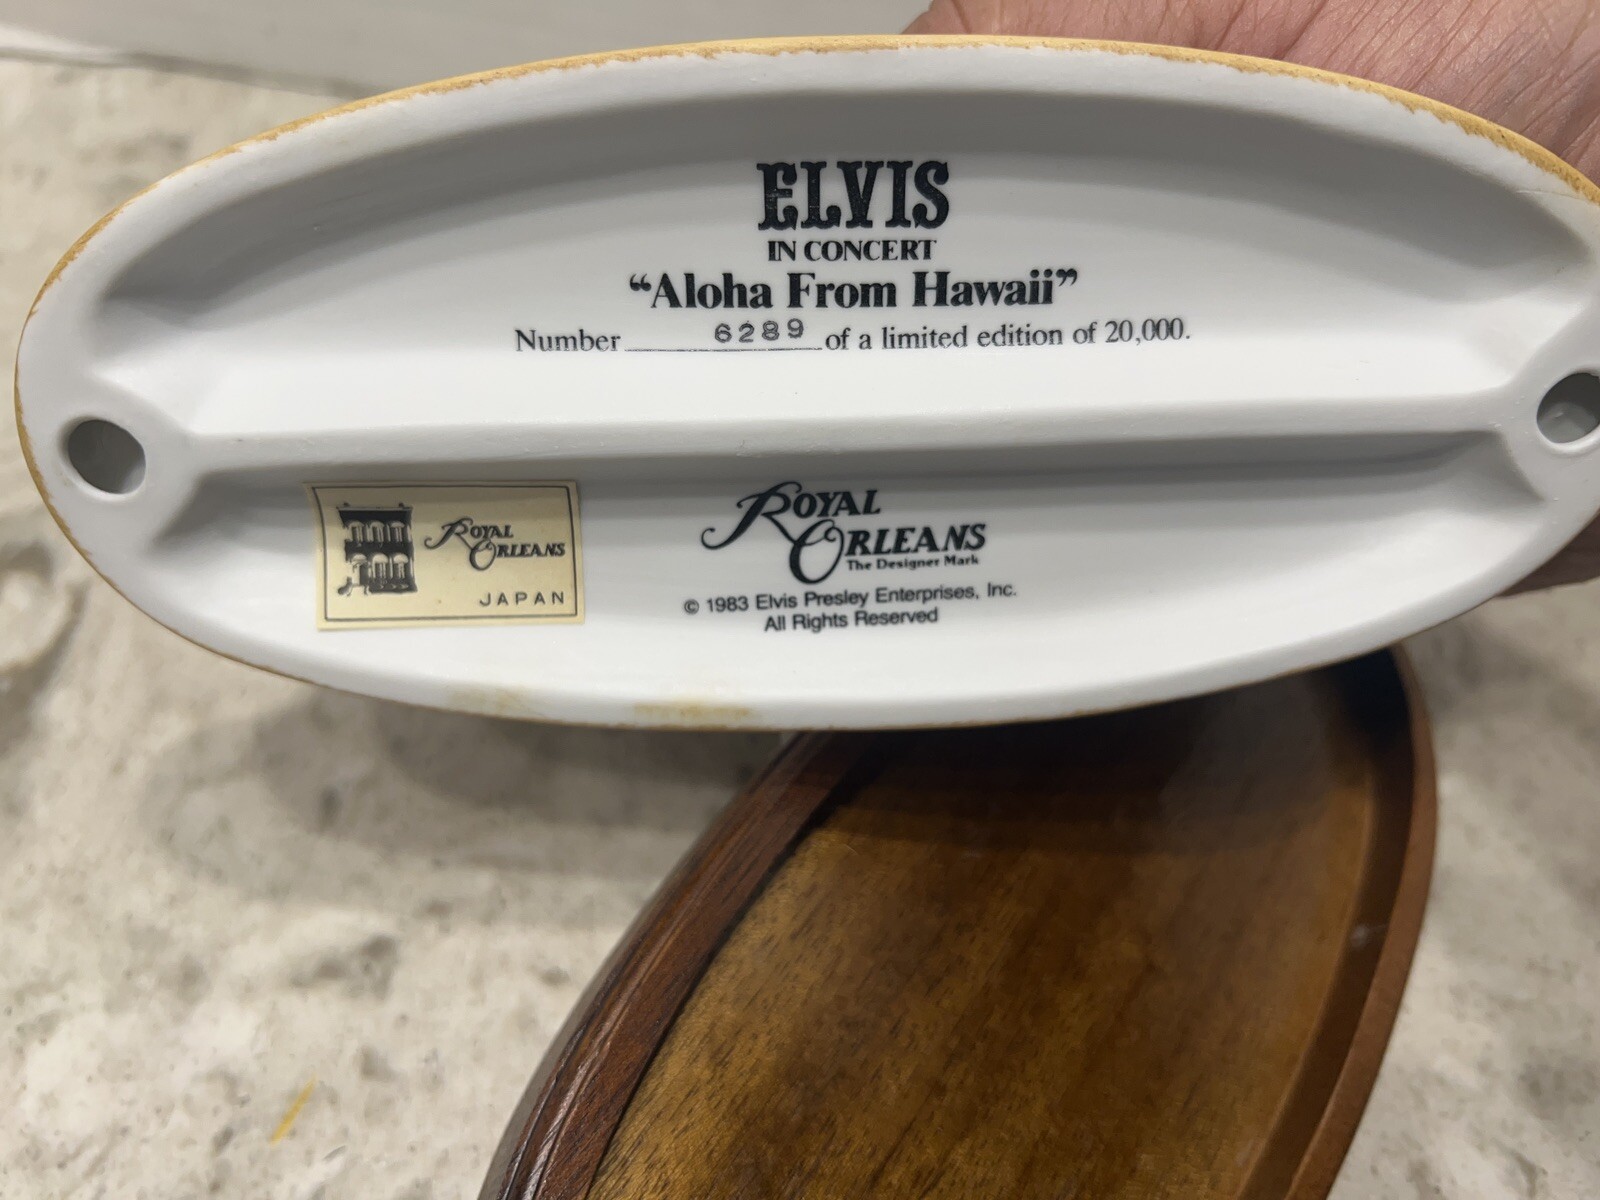 ELVIS
IN CONCERT
“Aloha From Hawaii”
Number 6289 of a limited edition of 20,000.
ROYAL
ORLEANS
JAPAN
ROYAL
ORLEANS
The Designer Mark
© 1983 Elvis Presley Enterprises, Inc.
All Rights Reserved